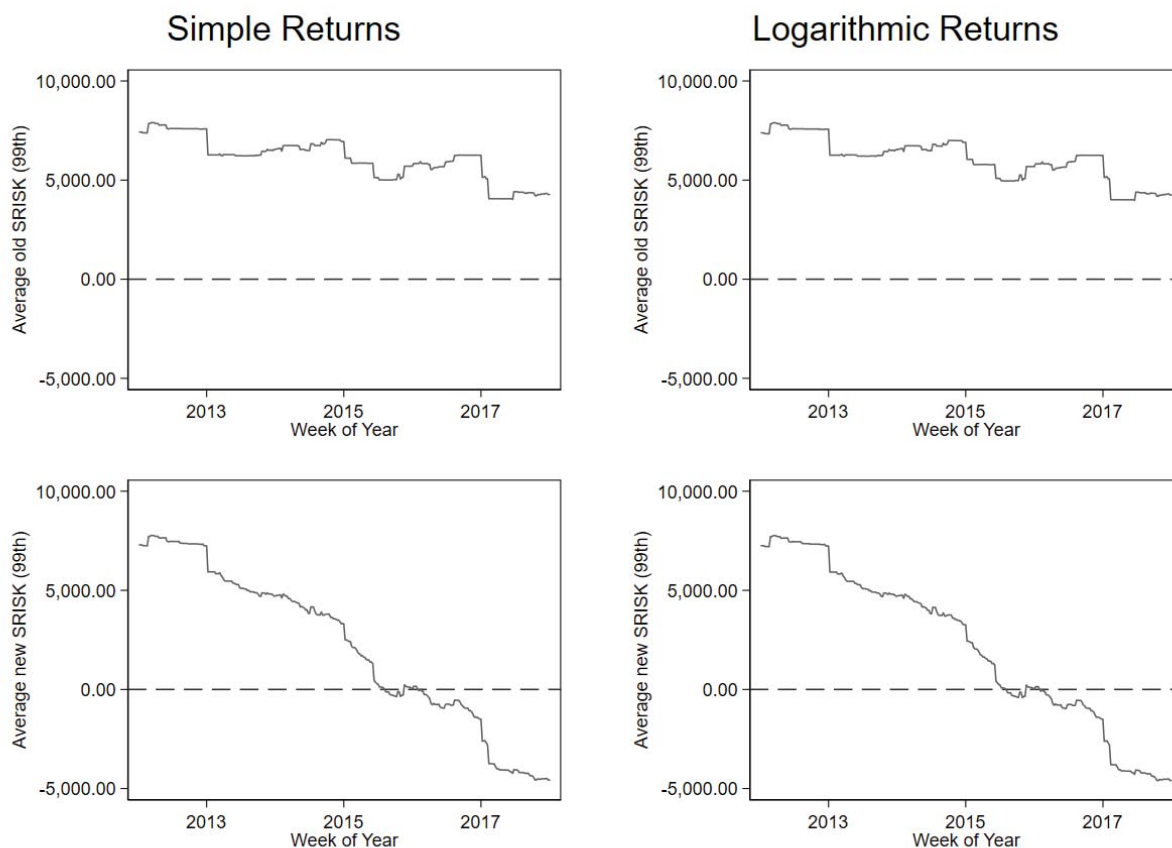 Simple Returns
Logarithmic Returns
Average old SRISK (99th)
10,000.00
5,000.00
0.00
-5,000.00
2013
2015
2017
Week of Year
Average old SRISK (99th)
10,000.00
5,000.00
0.00
-5,000.00
2013
2015
2017
Week of Year
Average new SRISK (99th)
10,000.00
5,000.00
0.00
-5,000.00
2013
2015
2017
Week of Year
Average new SRISK (99th)
10,000.00
5,000.00
0.00
-5,000.00
2013
2015
2017
Week of Year